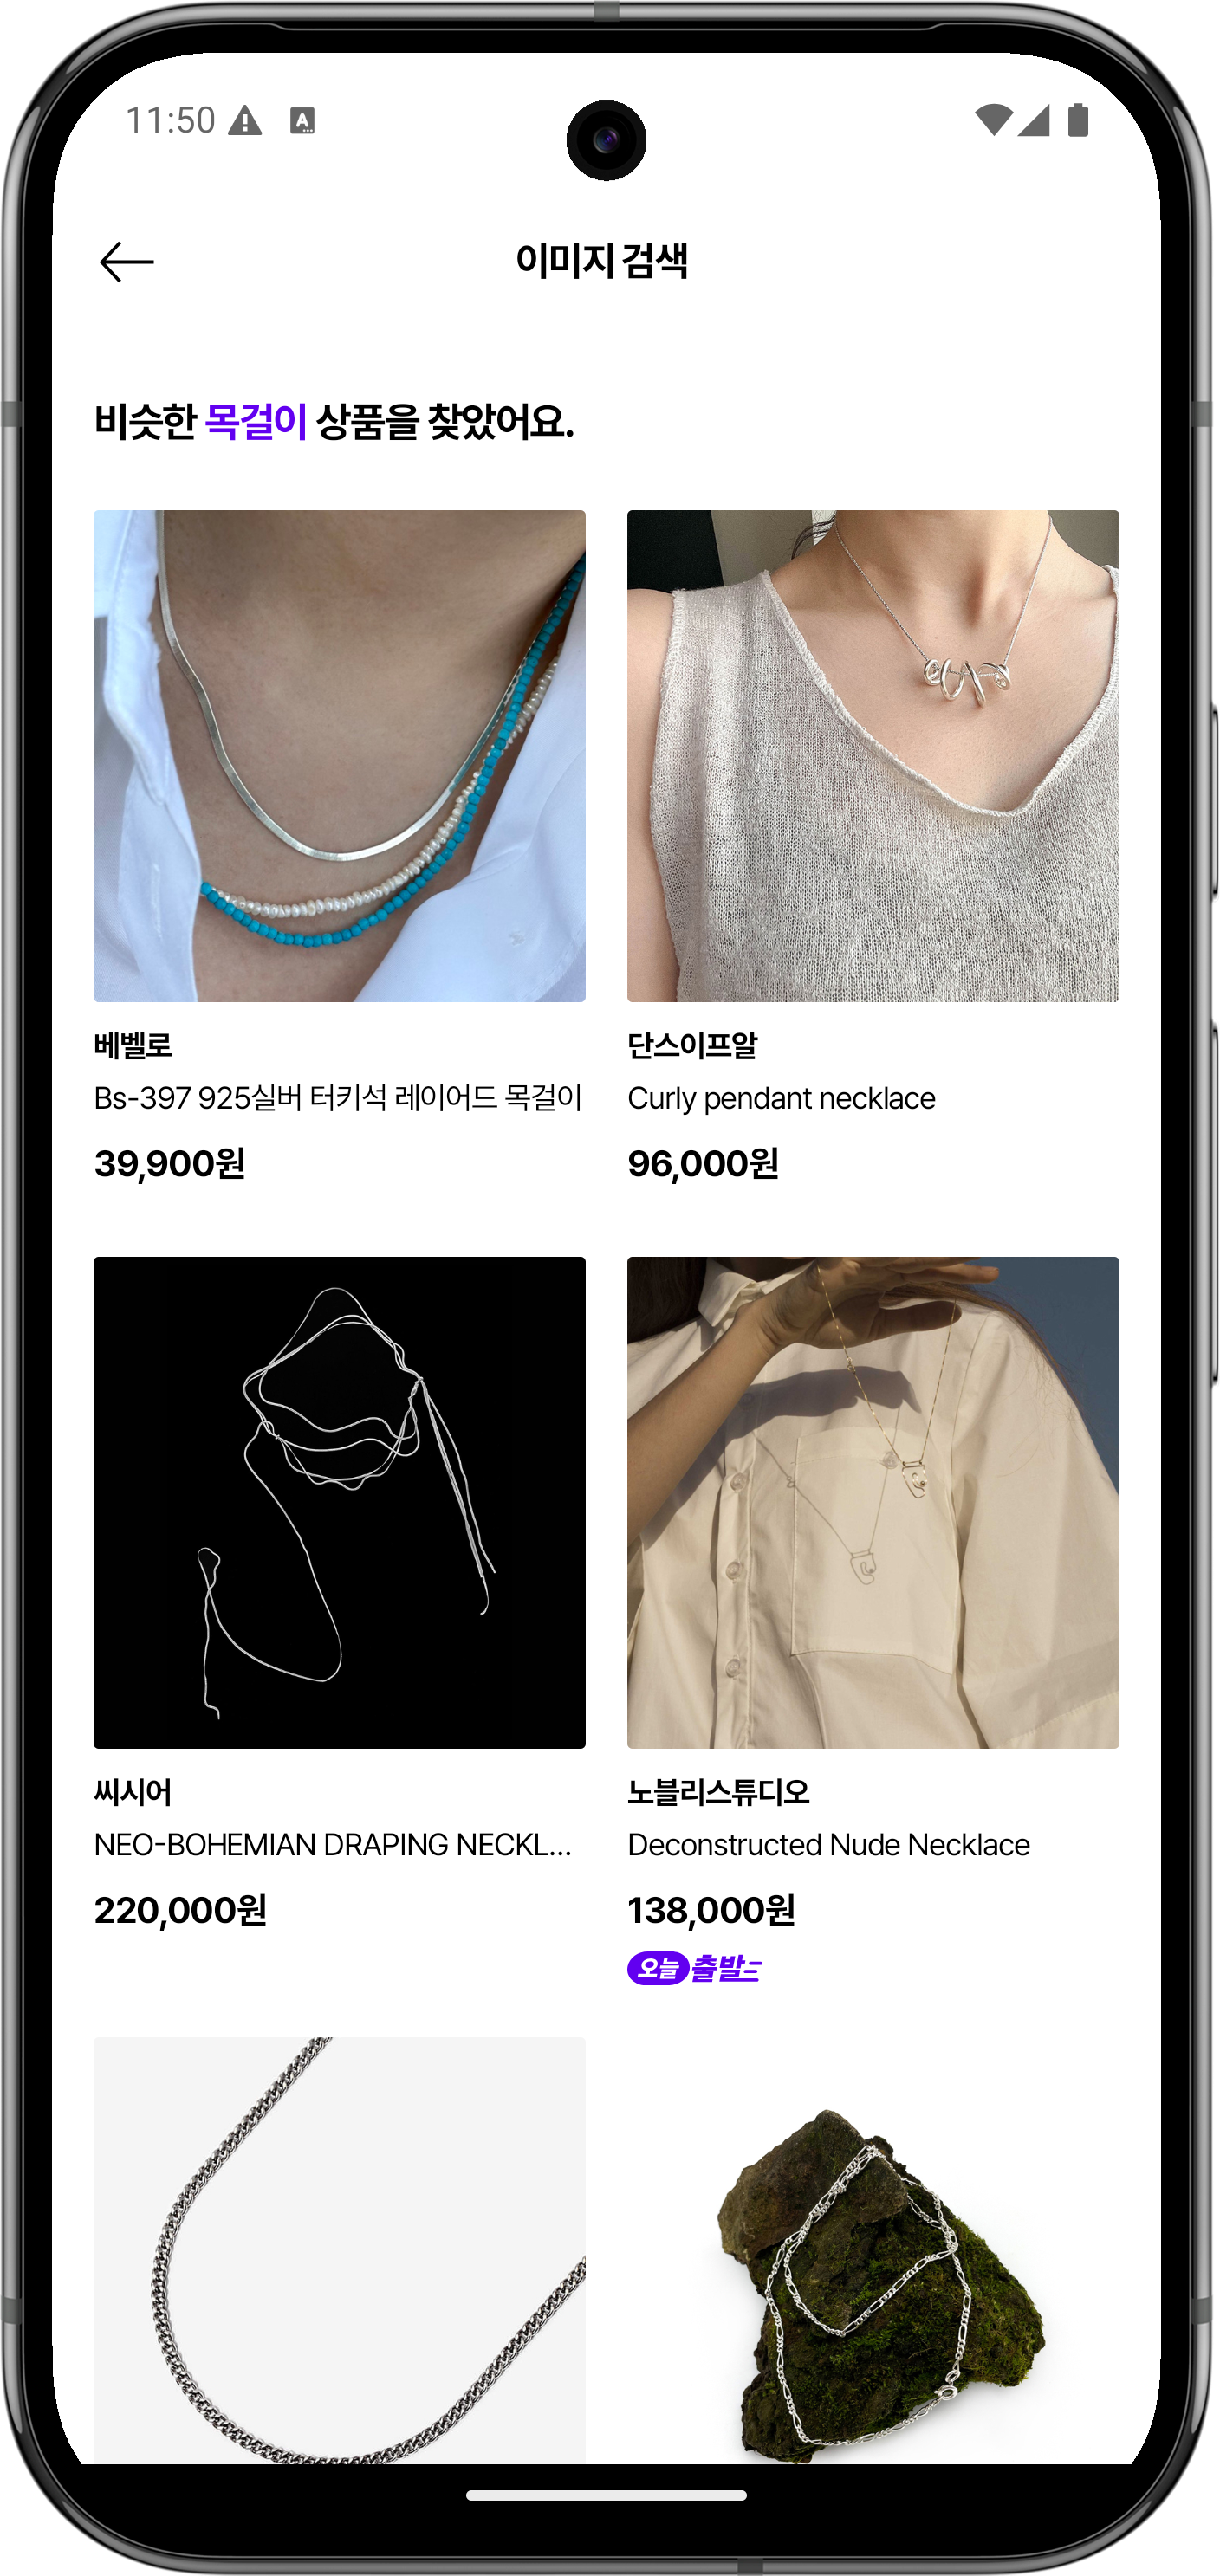 11:50
이미지 검색
비슷한 목걸이 상품을 찾았어요.
베벨로
Bs-397 925실버 터키석 레이어드 목걸이
39,900원
단스이프알
Curly pendant necklace
96,000원
씨시어
NEO-BOHEMIAN DRAPING NECKL...
220,000원
노블리스튜디오
Deconstructed Nude Necklace
138,000원
오늘출발